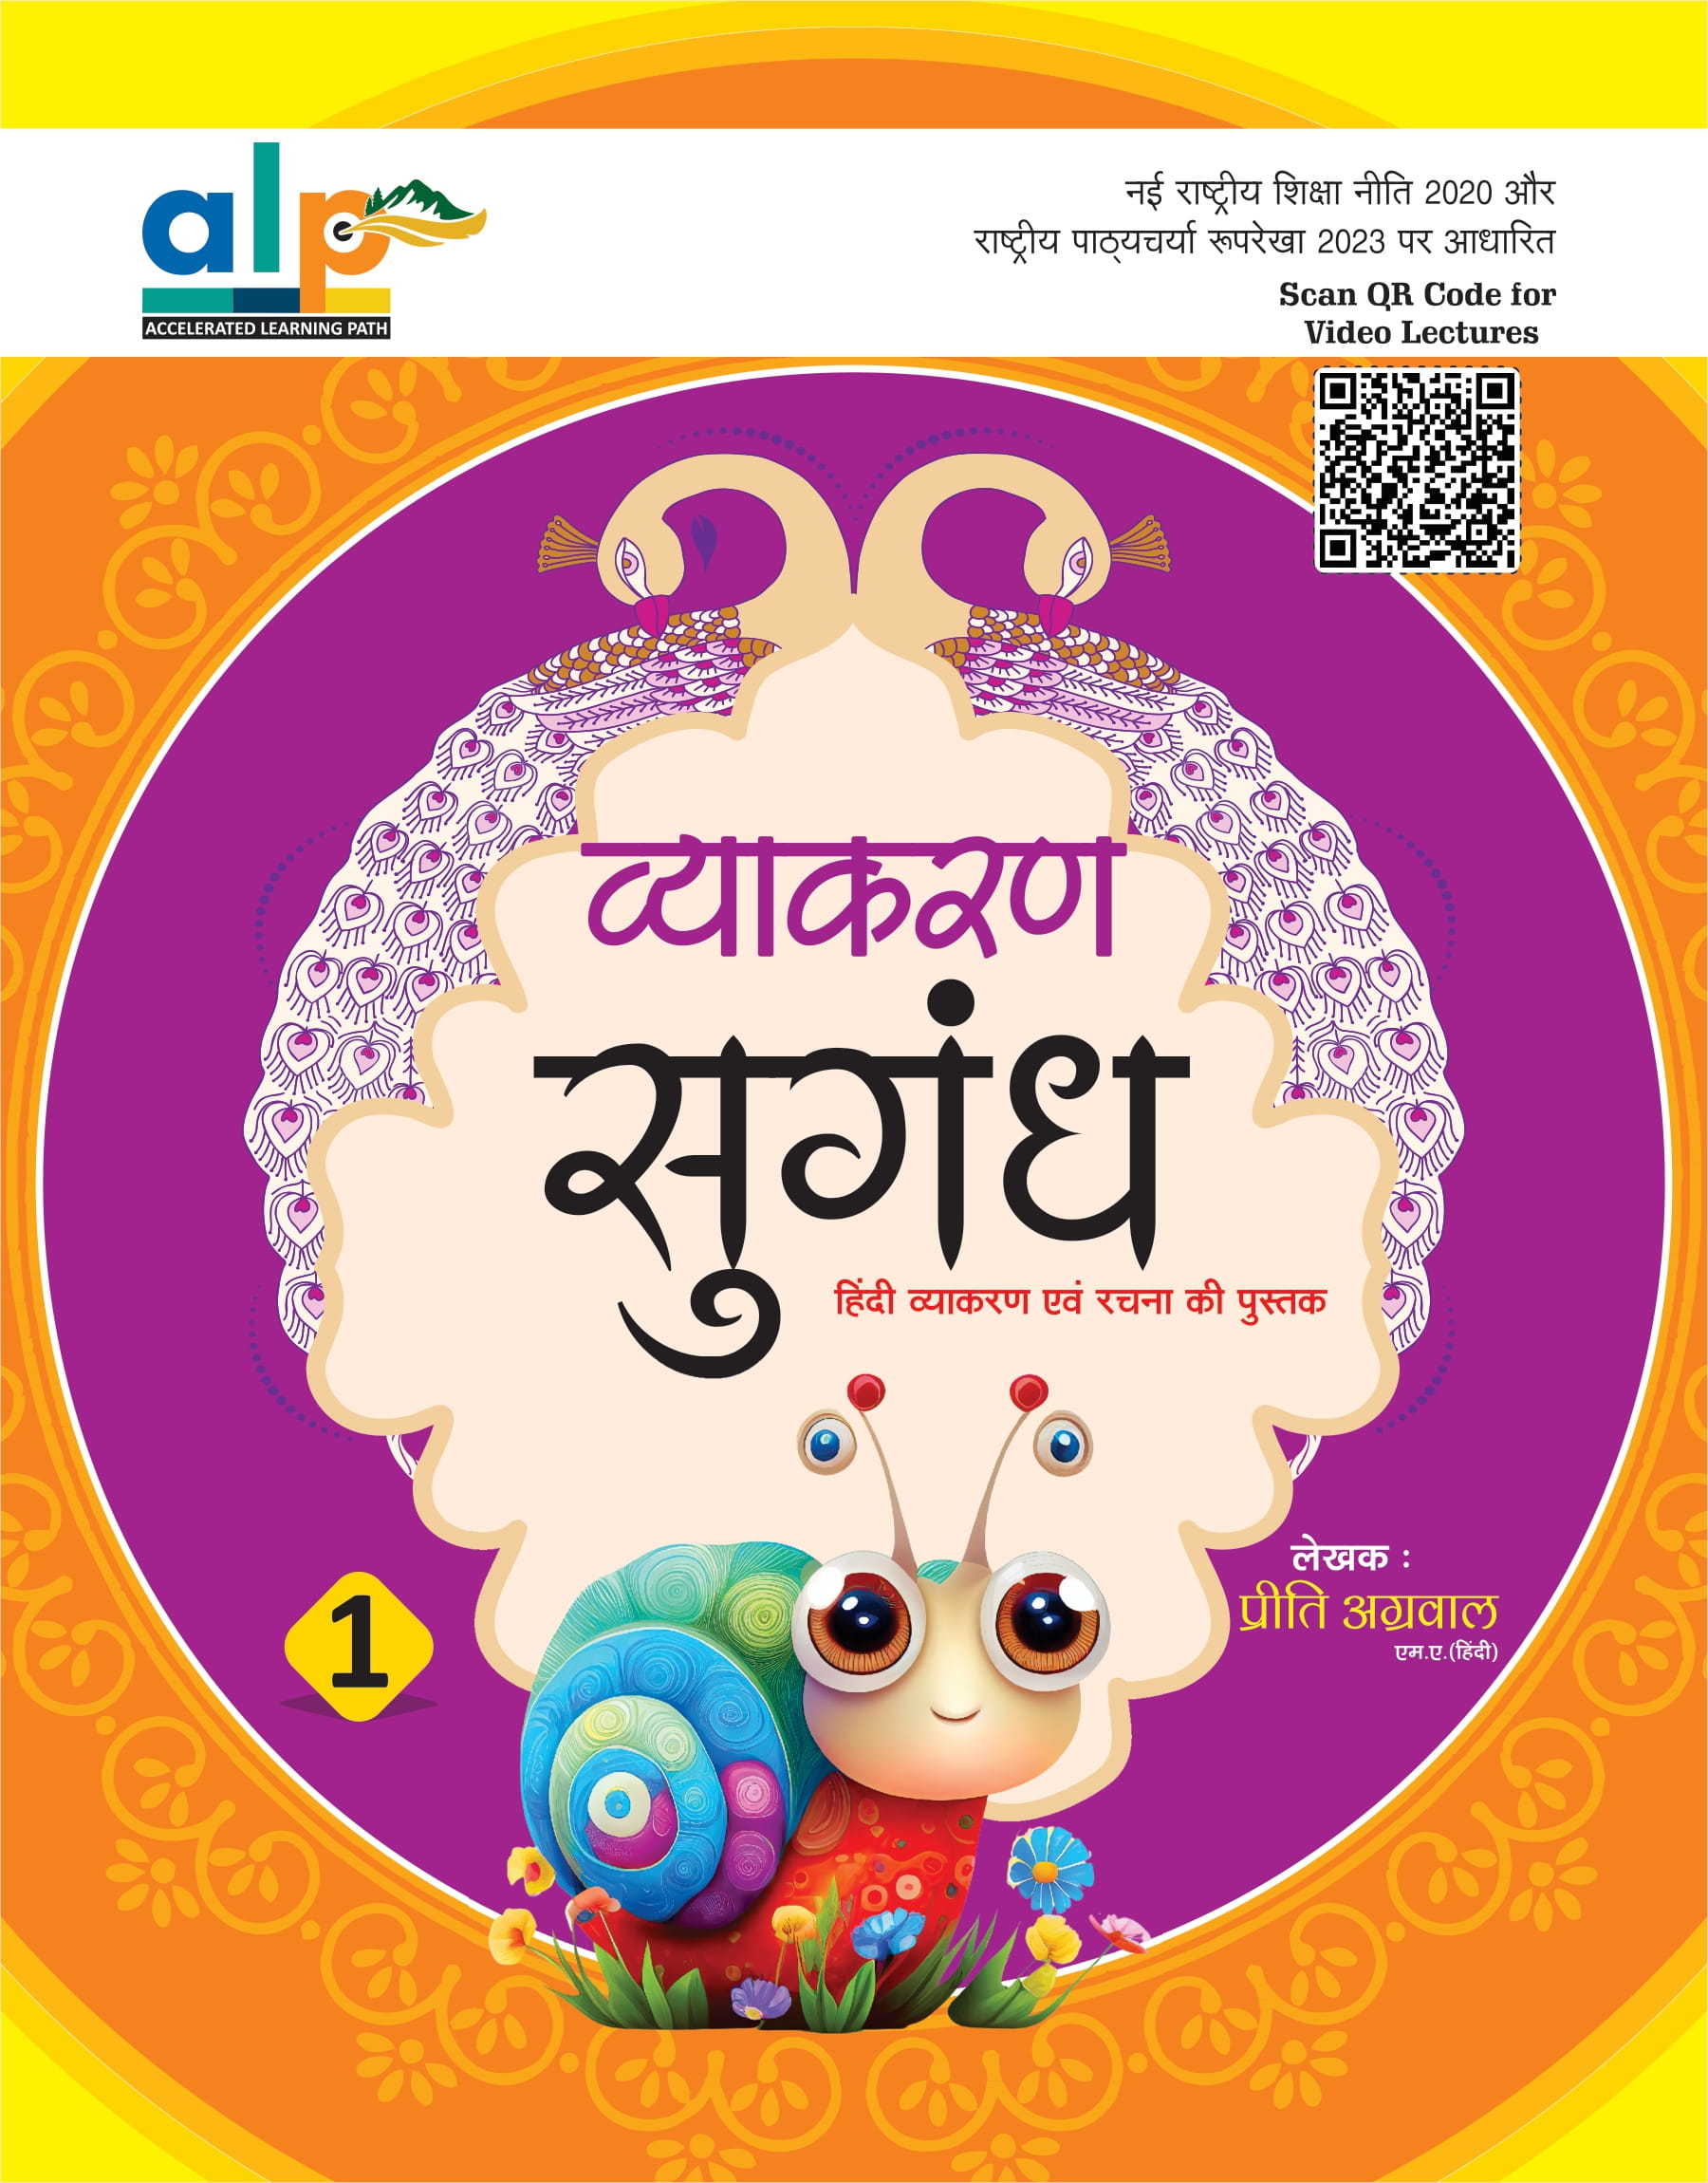 alp
ACCELERATED LEARNING PATH
नई राष्ट्रीय शिक्षा नीति 2020 और
राष्ट्रीय पाठ्यचर्या रूपरेखा 2023 पर आधारित
Scan QR Code for
Video Lectures
व्याकरण
सुगंध
हिंदी व्याकरण एवं रचना की पुस्तक
1
लेखक :
प्रीति अग्रवाल
एम.ए.(हिंदी)